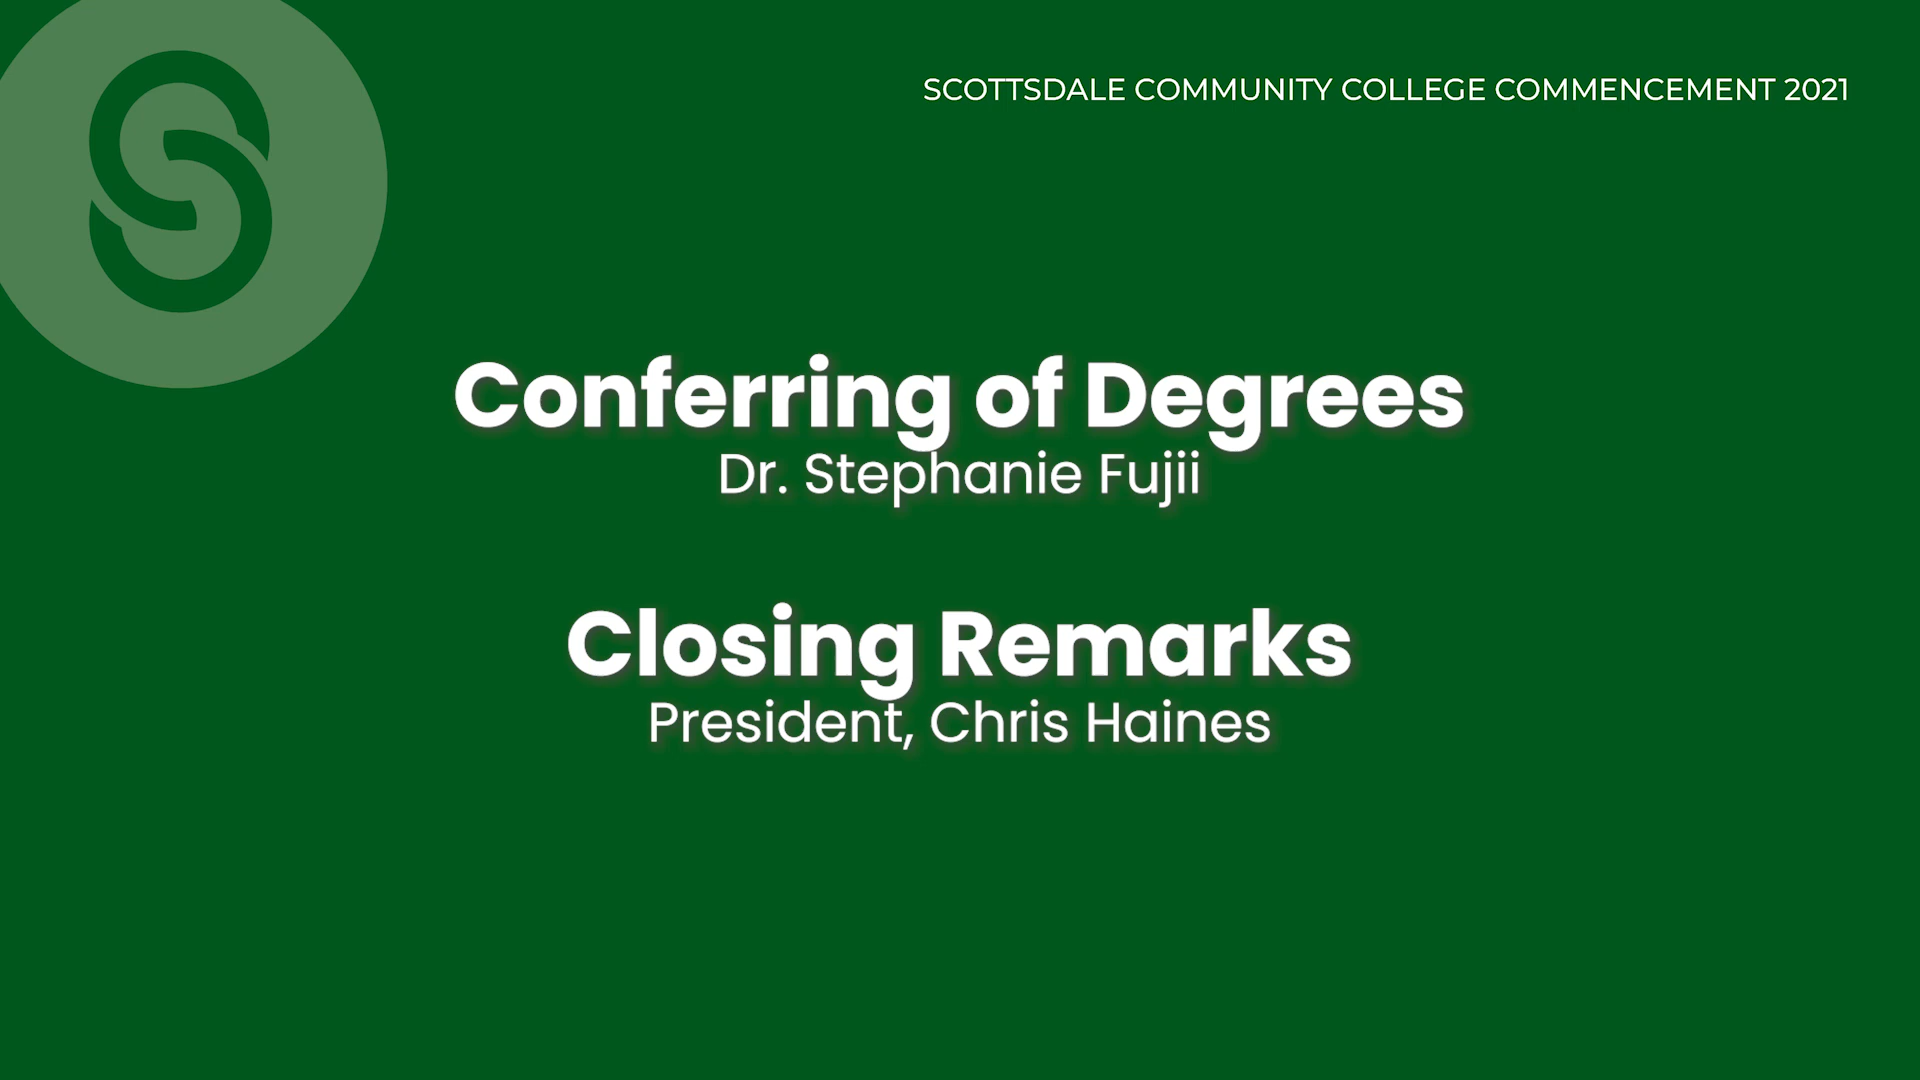 SCOTTSDALE COMMUNITY COLLEGE COMMENCEMENT 2021
Conferring of Degrees
Dr. Stephanie Fujii
Closing Remarks
President, Chris Haines